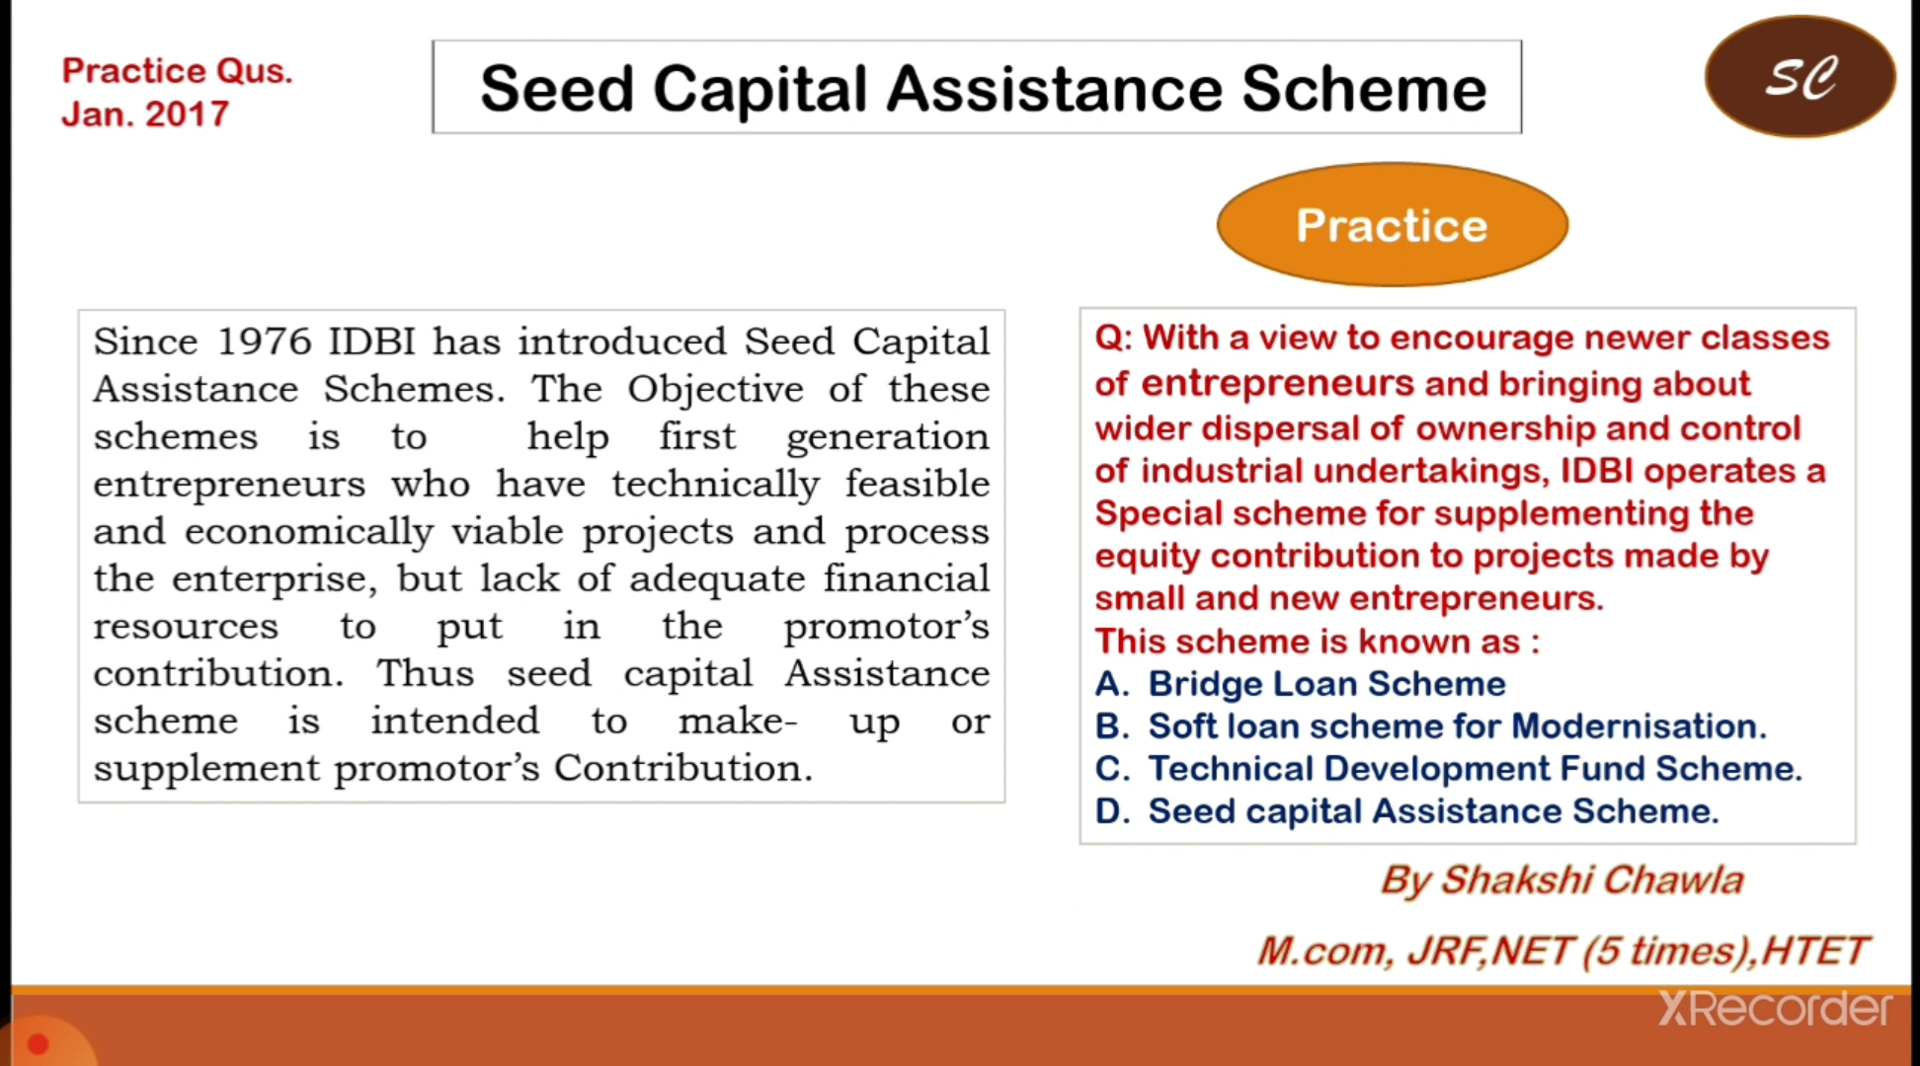 Practice Qus.
Jan. 2017
Seed Capital Assistance Scheme
SC
Practice
Since 1976 IDBI has introduced Seed Capital
Assistance Schemes. The Objective of these
schemes is to help first generation
entrepreneurs who have technically feasible
and economically viable projects and process
the enterprise, but lack of adequate financial
resources to put in the promotor’s
contribution. Thus seed capital Assistance
scheme is intended to make- up or
supplement promotor’s Contribution.
Q: With a view to encourage newer classes
of entrepreneurs and bringing about
wider dispersal of ownership and control
of industrial undertakings, IDBI operates a
Special scheme for supplementing the
equity contribution to projects made by
small and new entrepreneurs.
This scheme is known as :
A. Bridge Loan Scheme
B. Soft loan scheme for Modernisation.
C. Technical Development Fund Scheme.
D. Seed capital Assistance Scheme.
By Shakshi Chawla
M.com, JRF,NET (5 times),HTET
XRecorder